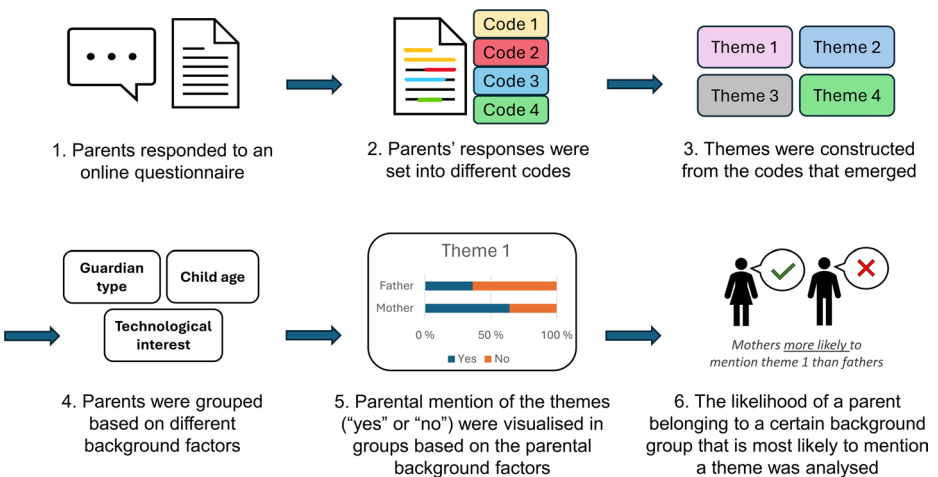 Code 1
Code 2
Code 3
Code 4
Theme 1
Theme 2
Theme 3
Theme 4
1. Parents responded to an
online questionnaire
2. Parents’ responses were
set into different codes
3. Themes were constructed
from the codes that emerged
Guardian
type
Child age
Technological
interest
Theme 1
Father
Mother
0 %
50 %
100 %
Yes
No
Mothers more likely to
mention theme 1 than fathers
4. Parents were grouped
based on different
background factors
5. Parental mention of the themes
(“yes” or “no”) were visualised in
groups based on the parental
background factors
6. The likelihood of a parent
belonging to a certain background
group that is most likely to mention
a theme was analysed